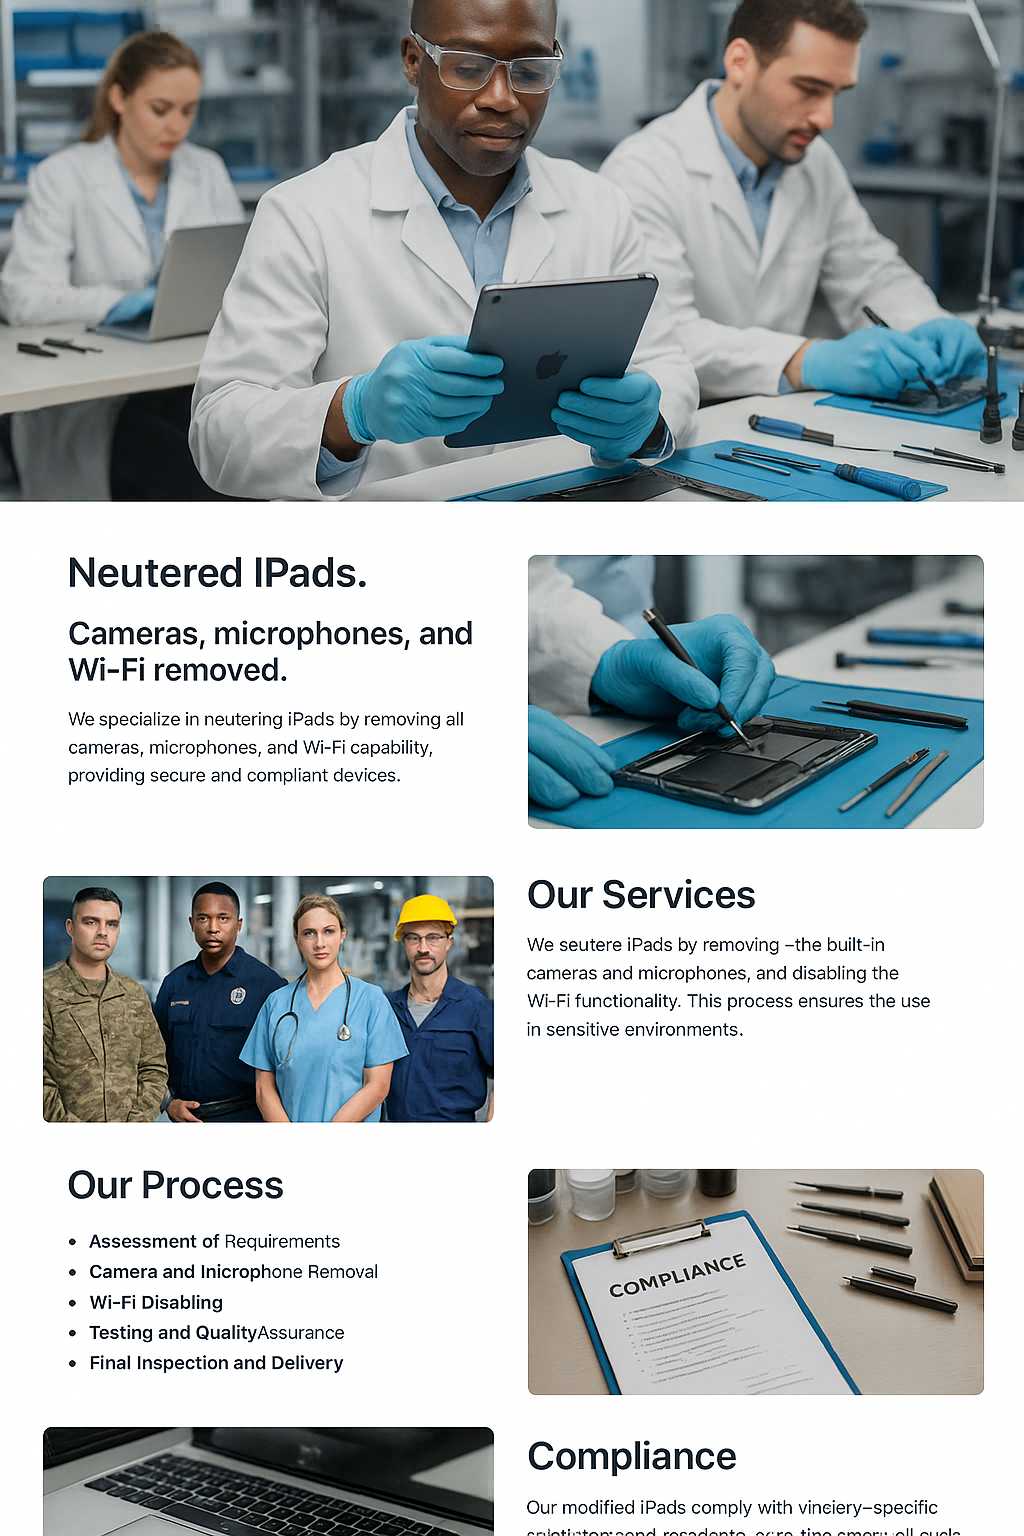 Neutered IPads.
Cameras, microphones, and
Wi-Fi removed.
We specialize in neutering iPads by removing all
cameras, microphones, and Wi-Fi capability,
providing secure and compliant devices.
Our Services
We seutere iPads by removing –the built-in
cameras and microphones, and disabling the
Wi-Fi functionality. This process ensures the use
in sensitive environments.
Our Process
• Assessment of Requirements
• Camera and Inicrophone Removal
• Wi-Fi Disabling
• Testing and QualityAssurance
• Final Inspection and Delivery
COMPLIANCE
Compliance
Our modified iPads comply with vinciery–specific